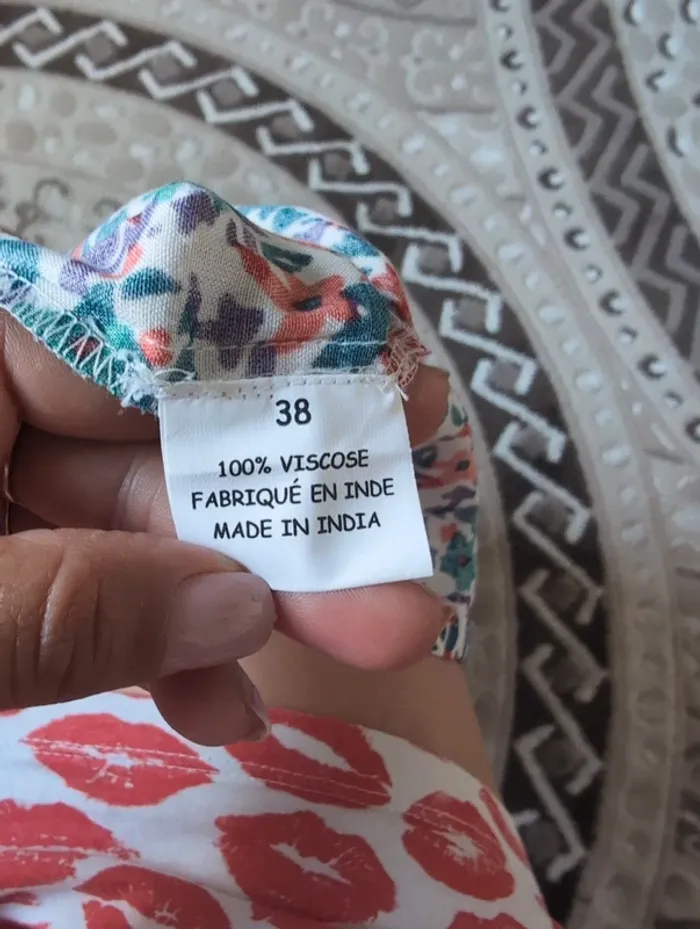 38
100% VISCOSE
FABRIQUÉ EN INDE
MADE IN INDIA